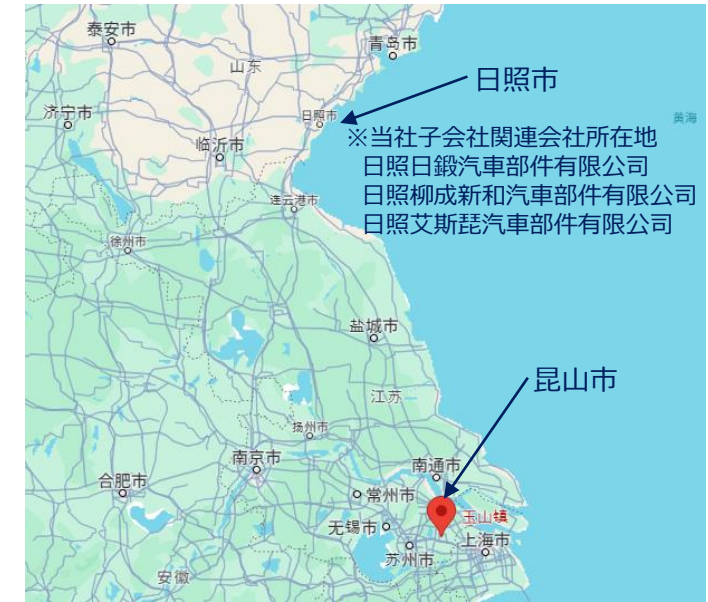 泰安市
青岛市
山东
日照市
济宁市
日照市
黄海
※当社子会社関連会社所在地
临沂市
日照日鍛汽車部件有限公司
日照柳成新和汽車部件有限公司
连云港市
日照艾斯琵汽車部件有限公司
徐州市
盐城市
昆山市
江苏
扬州市
南京市
南通市
合肥市
常州市
玉山镇
无锡市
上海市
苏州市
安徽